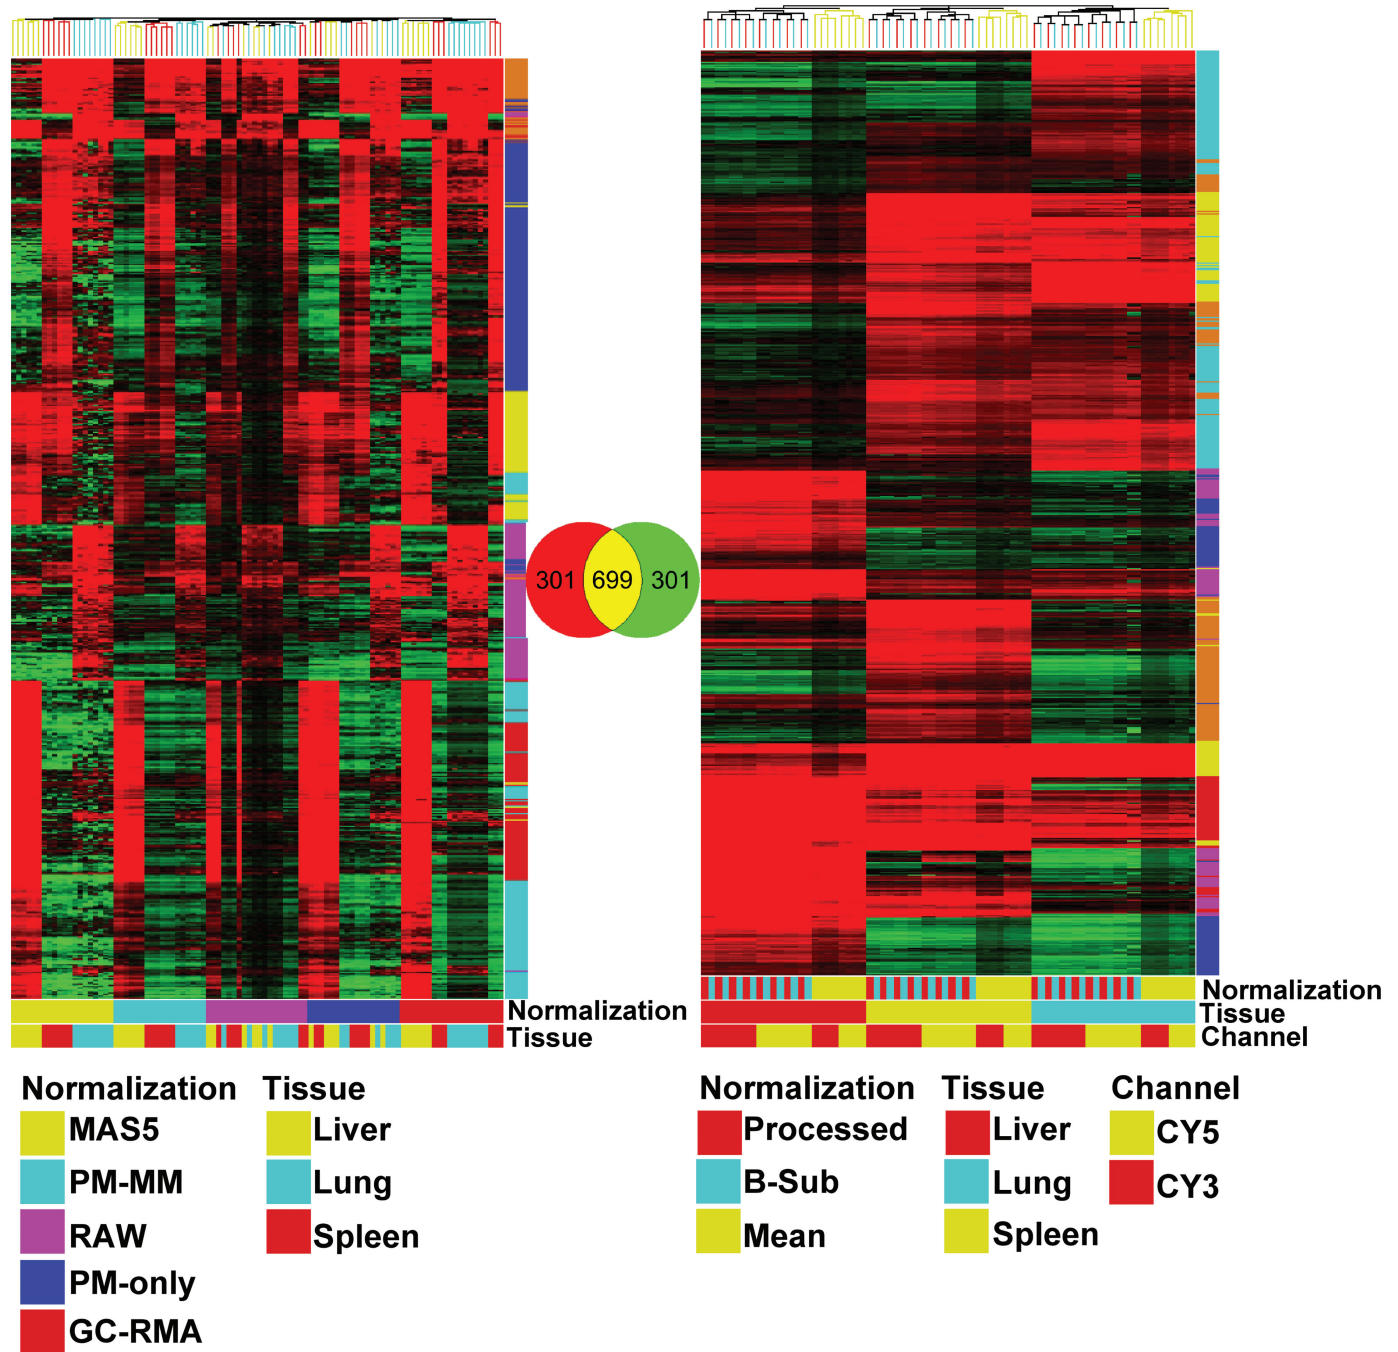 301 699 301
Normalization
Tissue
Normalization
Tissue
Channel
Normalization Tissue
MAS5 Liver
PM-MM Lung
RAW Spleen
PM-only
GC-RMA
Normalization Tissue Channel
Processed Liver CY5
B-Sub Lung CY3
Mean Spleen